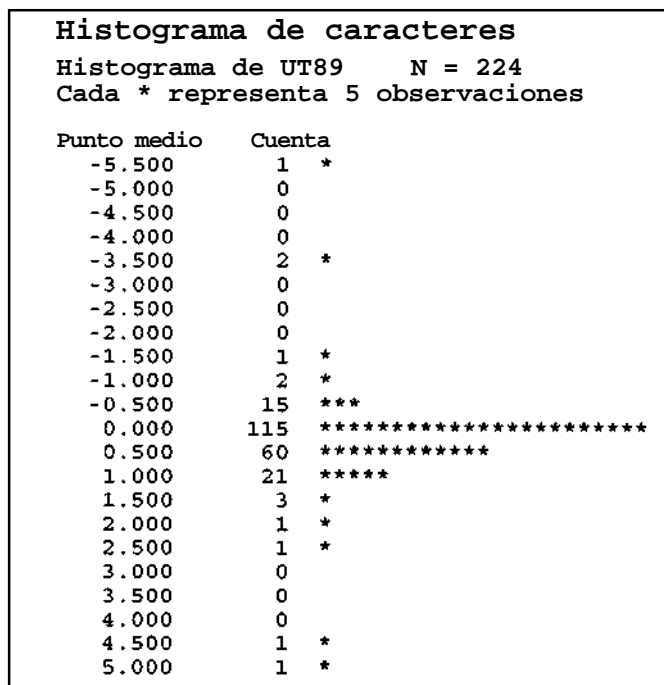 Histograma de caracteres
Histograma de UT89 N = 224
Cada * representa 5 observaciones
Punto medio Cuenta
-5.500 1 *
-5.000 0
-4.500 0
-4.000 0
-3.500 2 *
-3.000 0
-2.500 0
-2.000 0
-1.500 1 *
-1.000 2 *
-0.500 15 ***
0.000 115 ***********************
0.500 60 ************
1.000 21 *****
1.500 3 *
2.000 1 *
2.500 1 *
3.000 0
3.500 0
4.000 0
4.500 1 *
5.000 1 *